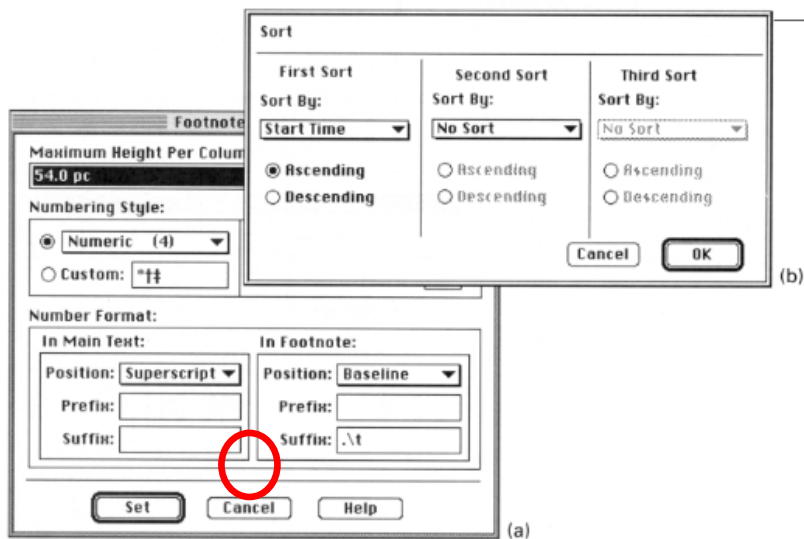 Sort
First Sort
Second Sort
Third Sort
Sort By:
Sort By:
Sort By:
Start Time
No Sort
No Sort
Ascending
Ascending
Ascending
Descending
Descending
Descending
Cancel
OK
(b)
Footnote
Maximum Height Per Colum
54.0 pc
Numbering Style:
Numeric (4)
Custom: *†‡
Number Format:
In Main Text:
In Footnote:
Position: Superscript
Position: Baseline
Prefix:
Prefix:
Suffix:
Suffix: .\t
Set
Cancel
Help
(a)